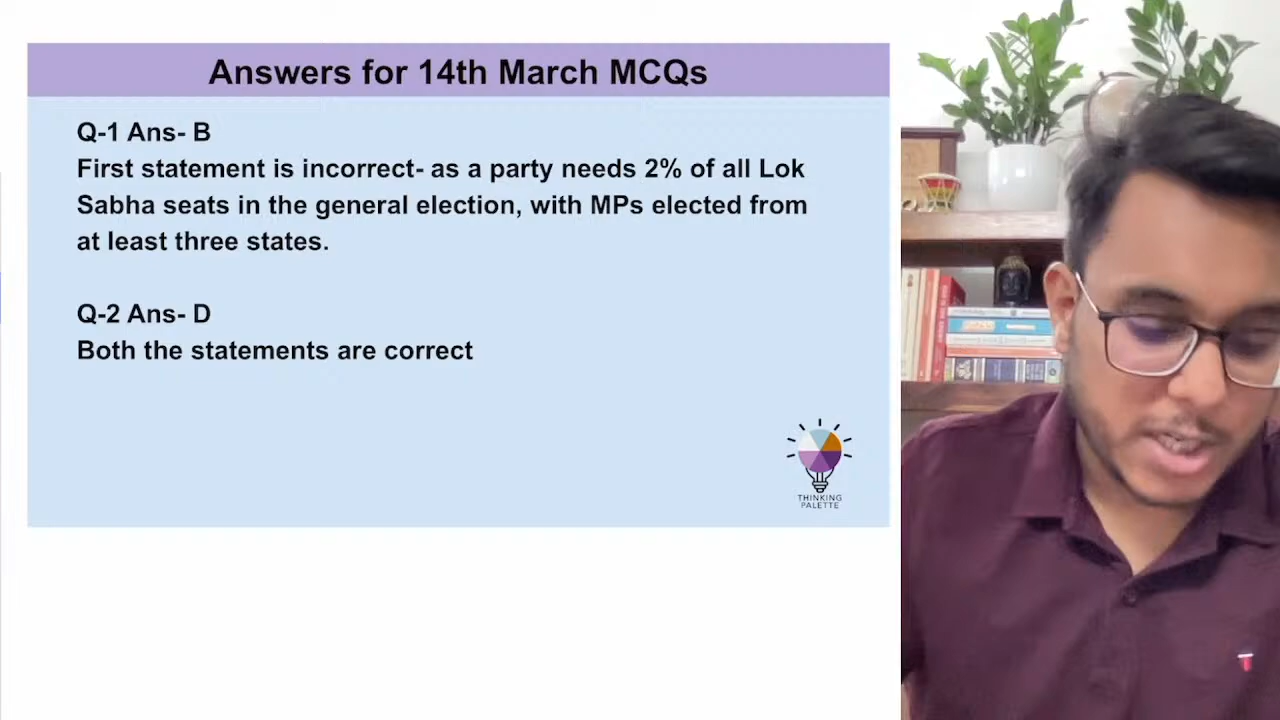 Answers for 14th March MCQs
Q-1 Ans- B
First statement is incorrect- as a party needs 2% of all Lok
Sabha seats in the general election, with MPs elected from
at least three states.
Q-2 Ans- D
Both the statements are correct
THINKING
PALETTE